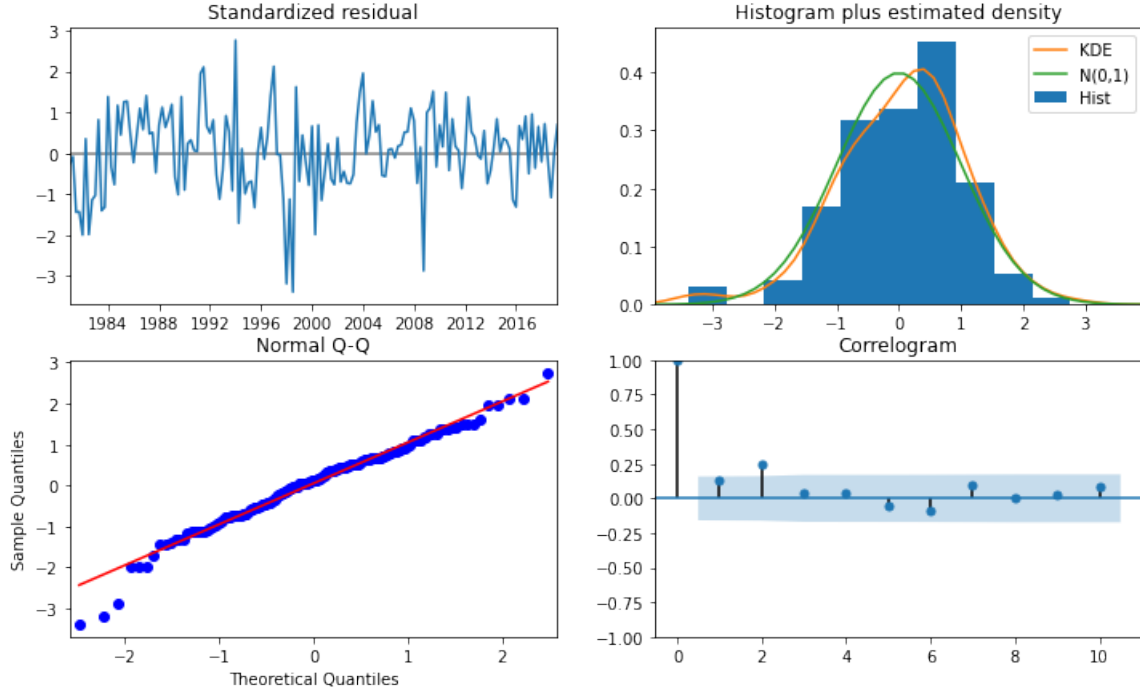 Standardized residual
3
2
1
0
−1
−2
−3
1984 1988 1992 1996 2000 2004 2008 2012 2016
Histogram plus estimated density
KDE
N(0,1)
Hist
0.4
0.3
0.2
0.1
0.0
−3 −2 −1 0 1 2 3
Normal Q-Q
Sample Quantiles
3
2
1
0
−1
−2
−3
−2 −1 0 1 2
Theoretical Quantiles
Correlogram
1.00
0.75
0.50
0.25
0.00
−0.25
−0.50
−0.75
−1.00
0 2 4 6 8 10